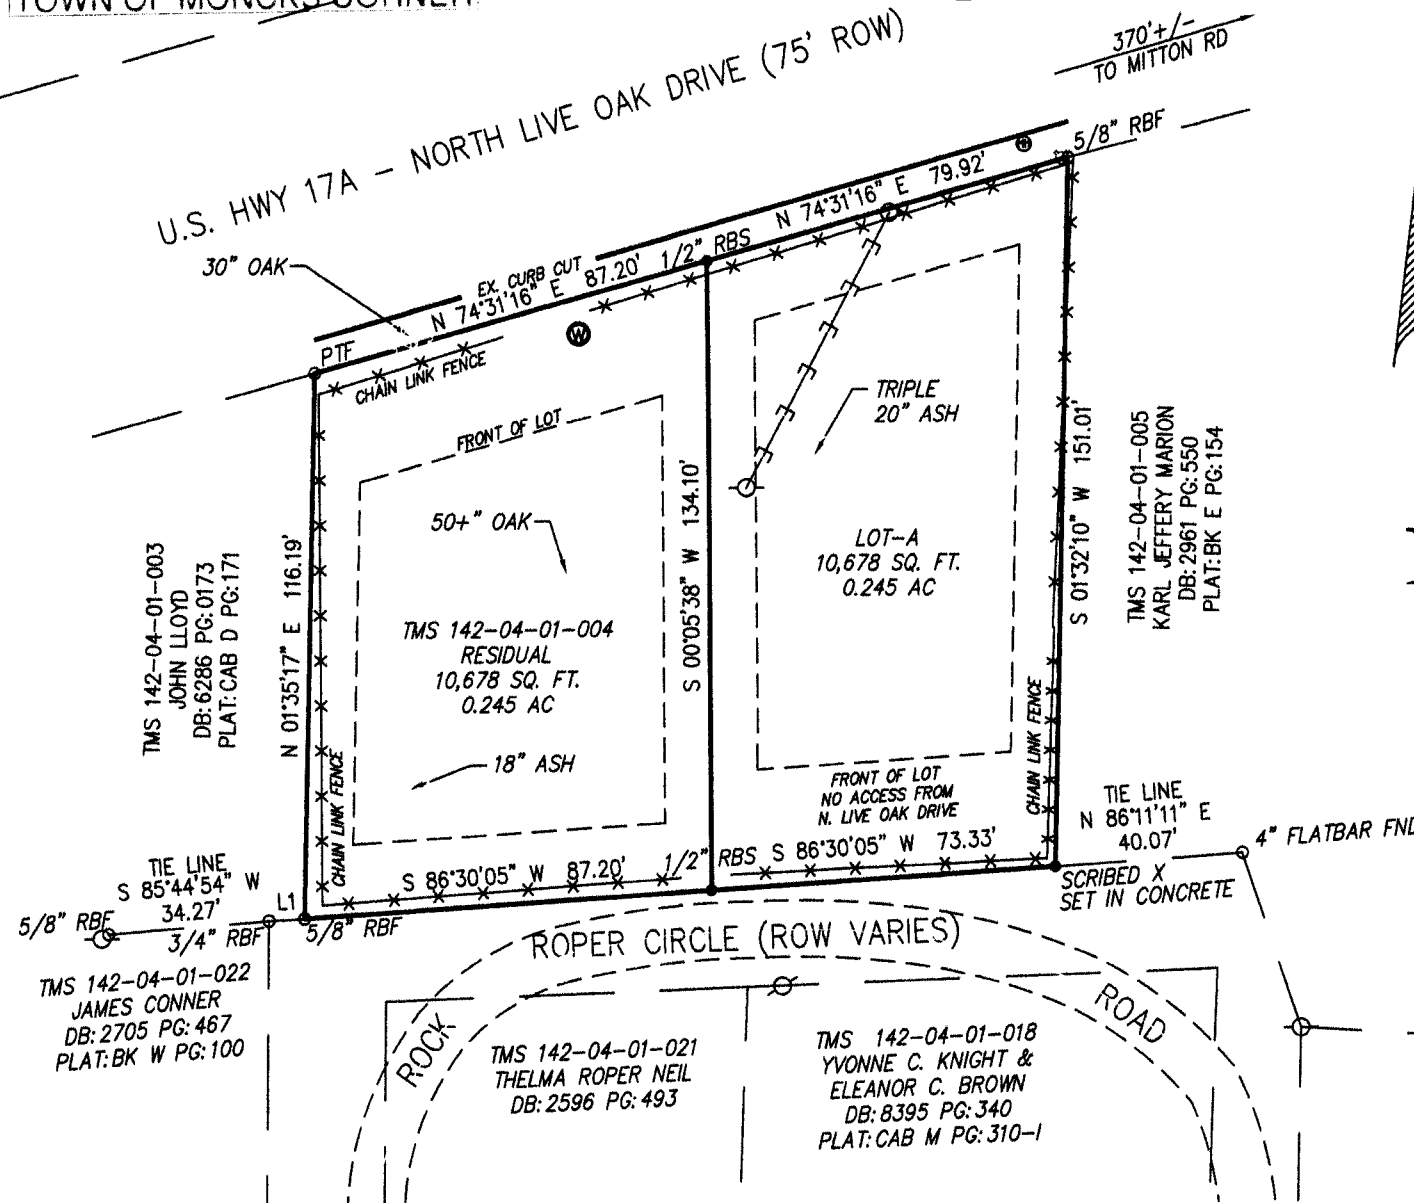 TOWN OF MONCKS CORNER
U.S. HWY 17A - NORTH LIVE OAK DRIVE (75' ROW)
370'+/-
TO MITTON RD
5/8" RBF
N 74°31'16" E 79.92'
1/2" RBS
EX. CURB CUT
N 74°31'16" E 87.20'
30" OAK
PTF
CHAIN LINK FENCE
W
FRONT OF LOT
TRIPLE
20" ASH
50+" OAK
S 00°05'38" W 134.10'
LOT-A
10,678 SQ. FT.
0.245 AC
S 01°32'10" W 151.01'
TMS 142-04-01-005
KARL JEFFERY MARION
DB: 2961 PG: 550
PLAT: BK E PG: 154
TMS 142-04-01-003
JOHN LLOYD
DB: 6286 PG: 0173
PLAT: CAB D PG: 171
N 01°35'17" E 116.19'
TMS 142-04-01-004
RESIDUAL
10,678 SQ. FT.
0.245 AC
18" ASH
CHAIN LINK FENCE
CHAIN LINK FENCE
FRONT OF LOT
NO ACCESS FROM
N. LIVE OAK DRIVE
TIE LINE
N 86°11'11" E
40.07'
4" FLATBAR FND
TIE LINE
S 85°44'54" W
34.27'
S 86°30'05" W 87.20'
1/2" RBS
S 86°30'05" W 73.33'
SCRIBED X
SET IN CONCRETE
L1
5/8" RBF
3/4" RBF
5/8" RBF
ROPER CIRCLE (ROW VARIES)
ROCK
ROAD
TMS 142-04-01-022
JAMES CONNER
DB: 2705 PG: 467
PLAT: BK W PG: 100
TMS 142-04-01-021
THELMA ROPER NEIL
DB: 2596 PG: 493
TMS 142-04-01-018
YVONNE C. KNIGHT &
ELEANOR C. BROWN
DB: 8395 PG: 340
PLAT: CAB M PG: 310-I